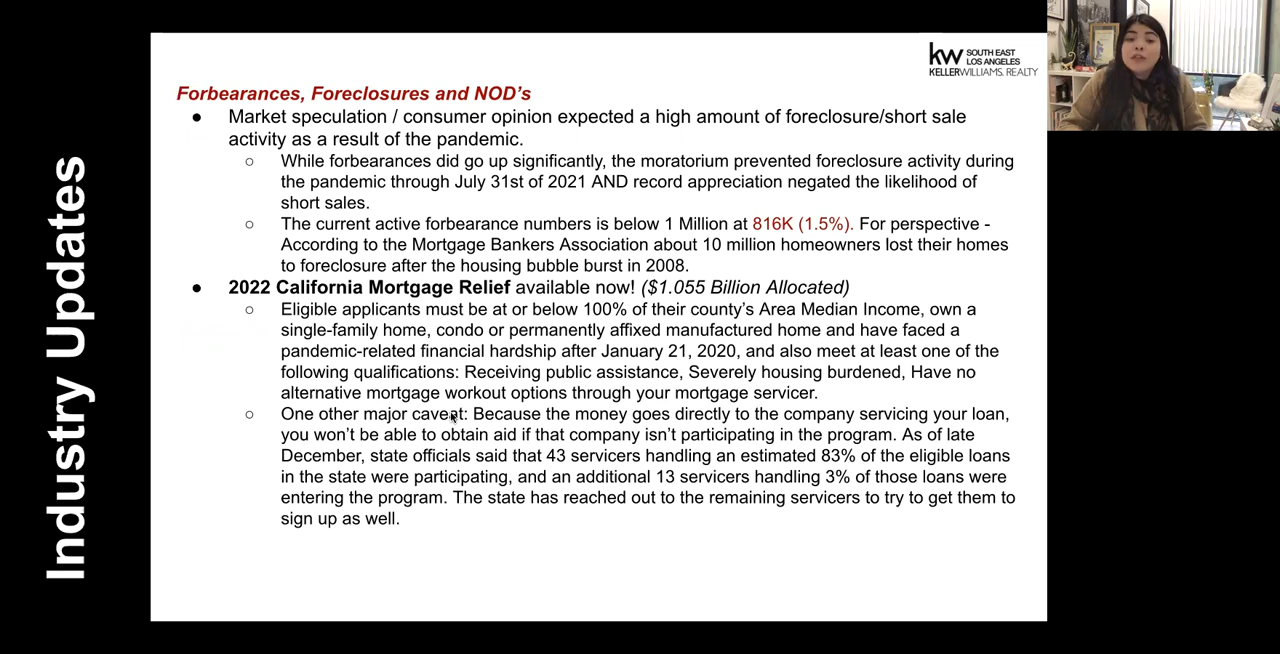 Industry Updates
kw SOUTH EAST
LOS ANGELES
KELLERWILLIAMS. REALTY
Forbearances, Foreclosures and NOD's
● Market speculation / consumer opinion expected a high amount of foreclosure/short sale
activity as a result of the pandemic.
○ While forbearances did go up significantly, the moratorium prevented foreclosure activity during
the pandemic through July 31st of 2021 AND record appreciation negated the likelihood of
short sales.
○ The current active forbearance numbers is below 1 Million at 816K (1.5%). For perspective -
According to the Mortgage Bankers Association about 10 million homeowners lost their homes
to foreclosure after the housing bubble burst in 2008.
● 2022 California Mortgage Relief available now! ($1.055 Billion Allocated)
○ Eligible applicants must be at or below 100% of their county's Area Median Income, own a
single-family home, condo or permanently affixed manufactured home and have faced a
pandemic-related financial hardship after January 21, 2020, and also meet at least one of the
following qualifications: Receiving public assistance, Severely housing burdened, Have no
alternative mortgage workout options through your mortgage servicer.
○ One other major caveat: Because the money goes directly to the company servicing your loan,
you won't be able to obtain aid if that company isn't participating in the program. As of late
December, state officials said that 43 servicers handling an estimated 83% of the eligible loans
in the state were participating, and an additional 13 servicers handling 3% of those loans were
entering the program. The state has reached out to the remaining servicers to try to get them to
sign up as well.